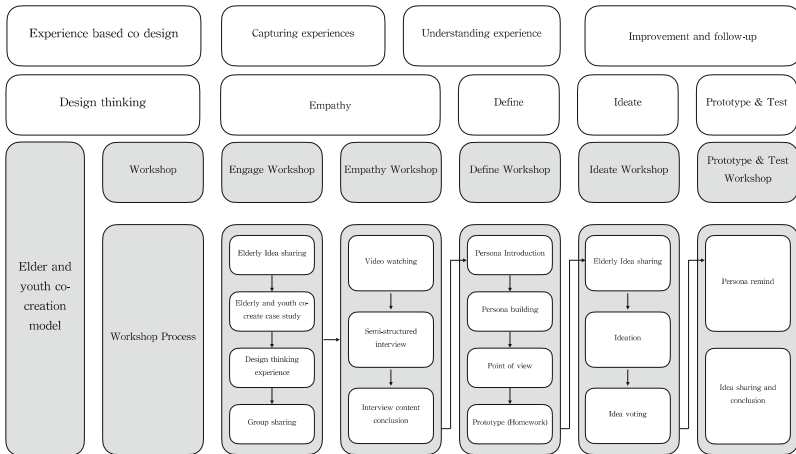 Experience based co design
Capturing experiences
Understanding experience
Improvement and follow-up
Design thinking
Empathy
Define
Ideate
Prototype & Test
Elder and
youth co-
creation
model
Workshop
Engage Workshop
Empathy Workshop
Define Workshop
Ideate Workshop
Prototype & Test
Workshop
Workshop Process
Elderly Idea sharing
Elderly and youth co-
create case study
Design thinking
experience
Group sharing
Video watching
Semi-structured
interview
Interview content
conclusion
Persona Introduction
Persona building
Point of view
Prototype (Homework)
Elderly Idea sharing
Ideation
Idea voting
Persona remind
Idea sharing and
conclusion